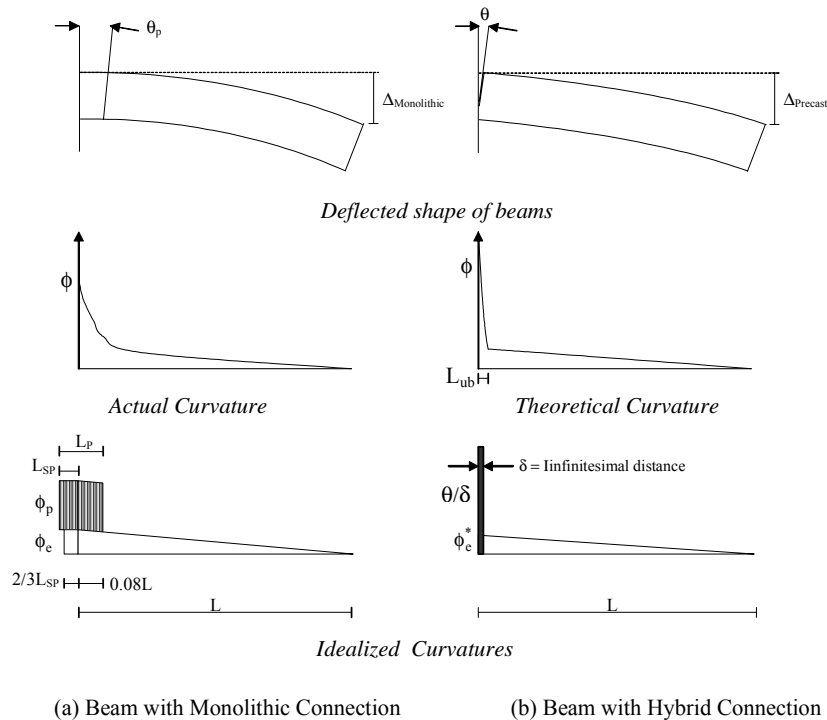 θp θ
ΔMonolithic ΔPrecast
Deflected shape of beams
ϕ ϕ
Lub
Actual Curvature Theoretical Curvature
LP
LSP
δ = Iinfinitesimal distance
ϕp θ/δ
ϕe ϕe*
2/3LSP 0.08L
L L
Idealized Curvatures
(a) Beam with Monolithic Connection (b) Beam with Hybrid Connection